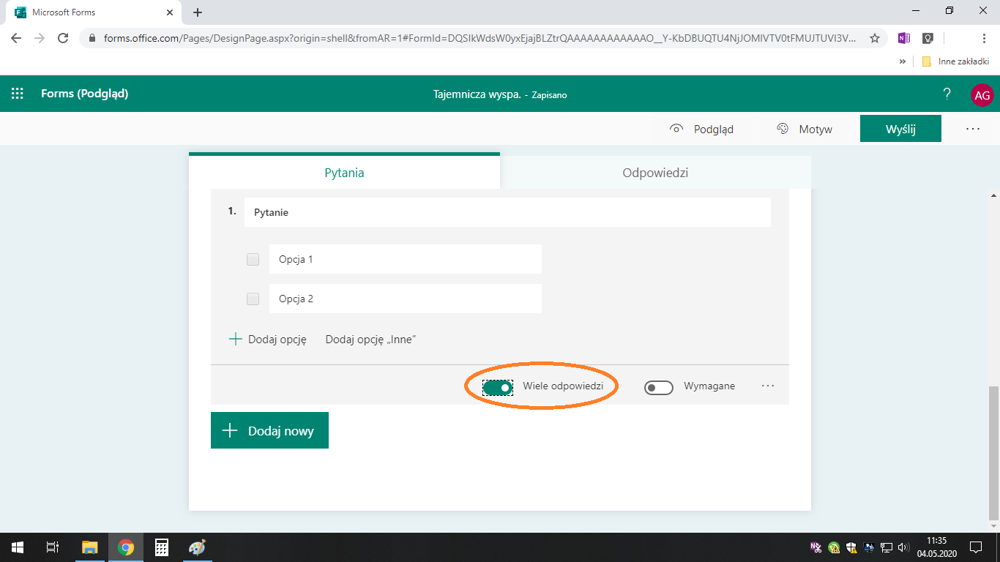 Microsoft Forms
forms.office.com/Pages/DesignPage.aspx?origin=shell&fromAR=1#FormId=DQSIkWdsW0yxEjajBLZtrQAAAAAAAAAAAAO__Y-KbDBUQTU4NjJOMlVTV0tFMUJTUVI3V...
» Inne zakładki
Forms (Podgląd) Tajemnicza wyspa. - Zapisano ? AG
Podgląd Motyw Wyślij ...
Pytania Odpowiedzi
1. Pytanie
Opcja 1
Opcja 2
Dodaj opcję Dodaj opcję „Inne”
Wiele odpowiedzi Wymagane ...
Dodaj nowy
11:35
04.05.2020